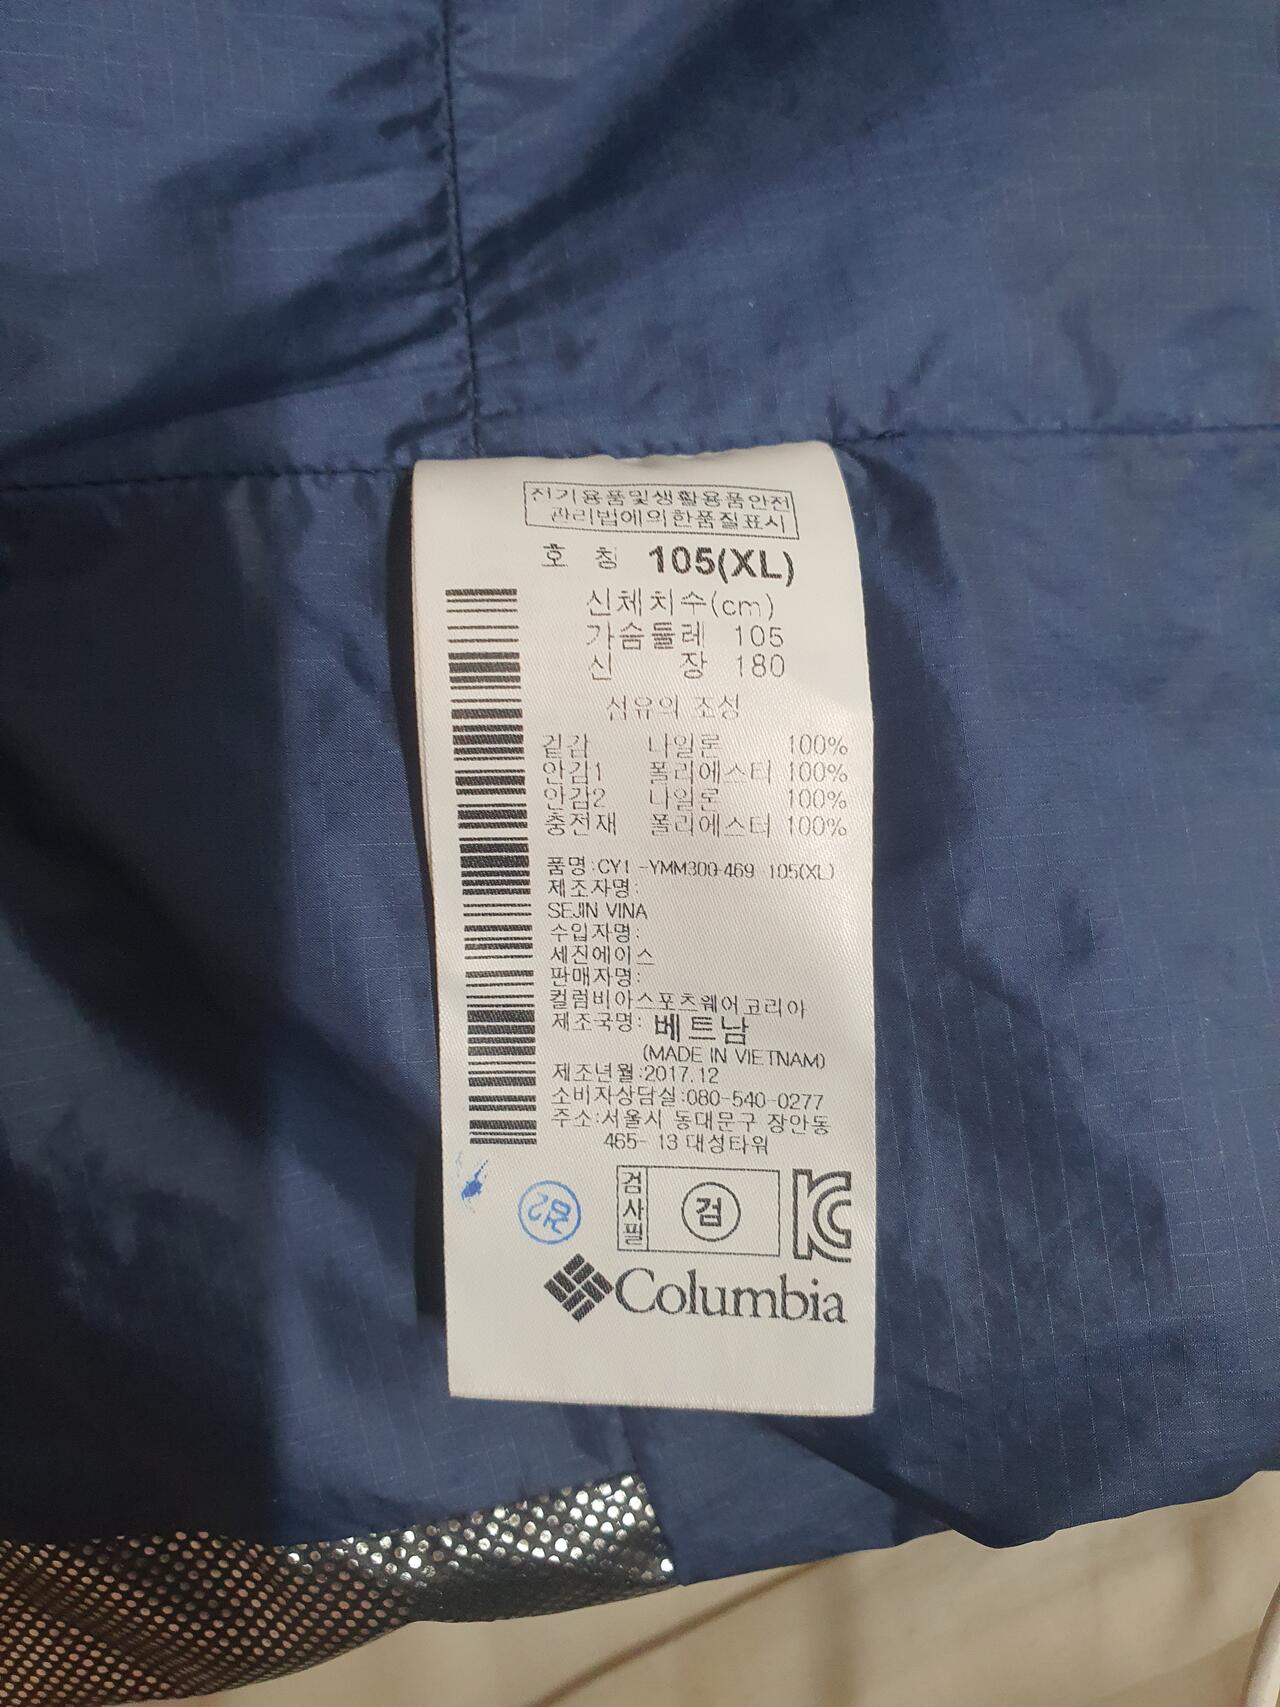 전기용품및생활용품안전
관리법에의한품질표시
호 칭 105(XL)
신체치수(cm)
가슴둘레 105
신 장 180
섬유의 조성
겉감 나일론 100%
안감1 폴리에스터 100%
안감2 나일론 100%
충전재 폴리에스터 100%
품명:CY1 -YMM300-469 105(XL)
제조자명:
SEJIN VINA
수입자명:
세진에이스
판매자명:
컬럼비아스포츠웨어코리아
제조국명: 베트남
(MADE IN VIETNAM)
제조년월:2017.12
소비자상담실:080-540-0277
주소:서울시 동대문구 장안동
465- 13 대성타워
검사필
검
KC
Columbia